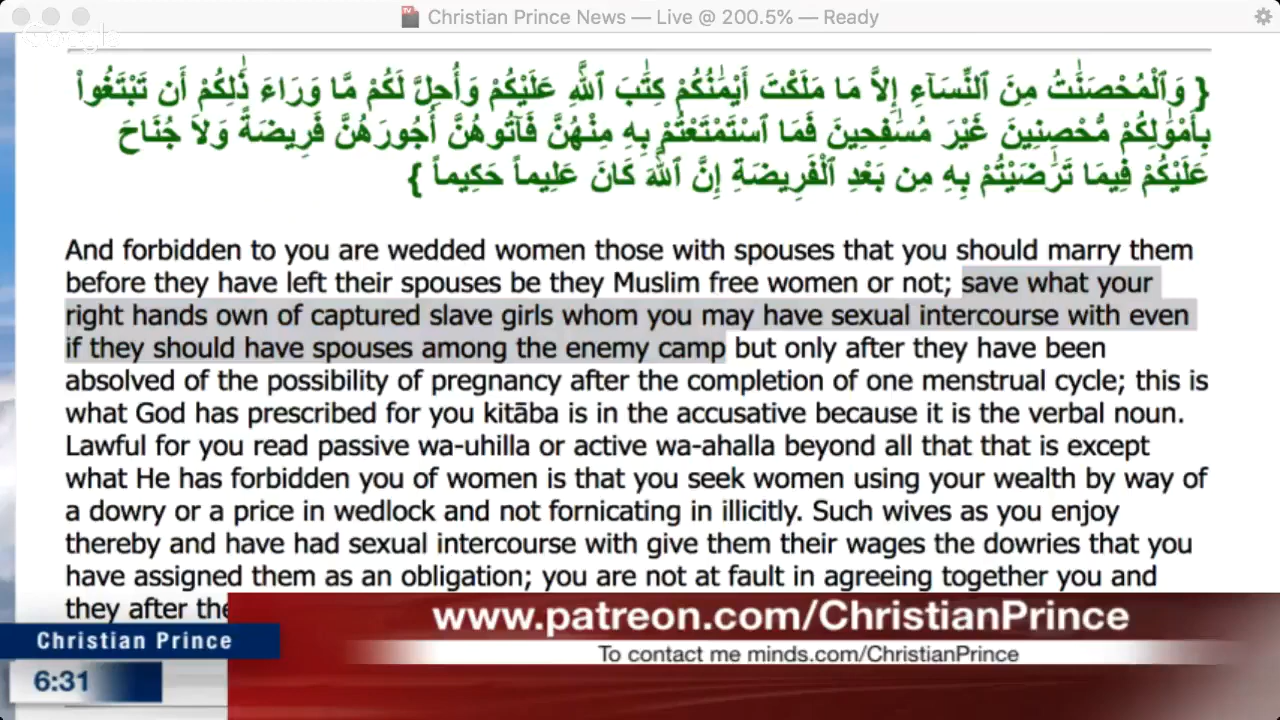 Christian Prince News — Live @ 200.5% — Ready
Google
{ وَٱلْمُحْصَنَٰتُ مِنَ ٱلنِّسَآءِ إِلاَّ مَا مَلَكْتَ أَيْمَٰنُكُمْ كِتَٰبَ ٱللَّهِ عَلَيْكُمْ وَأُحِلَّ لَكُمْ مَّا وَرَاءَ ذَٰلِكُمْ أَن تَبْتَغُواْ
بِأَمْوَٰلِكُمْ مُّحْصِنِينَ غَيْرَ مُسَٰفِحِينَ فَمَا ٱسْتَمْتَعْتُمْ بِهِ مِنْهُنَّ فَآتُوهُنَّ أُجُورَهُنَّ فَرِيضَةً وَلاَ جُنَاحَ
عَلَيْكُمْ فِيمَا تَرَٰضَيْتُمْ بِهِ مِن بَعْدِ ٱلْفَرِيضَةِ إِنَّ ٱللَّهَ كَانَ عَلِيماً حَكِيماً }
And forbidden to you are wedded women those with spouses that you should marry them
before they have left their spouses be they Muslim free women or not; save what your
right hands own of captured slave girls whom you may have sexual intercourse with even
if they should have spouses among the enemy camp but only after they have been
absolved of the possibility of pregnancy after the completion of one menstrual cycle; this is
what God has prescribed for you kitāba is in the accusative because it is the verbal noun.
Lawful for you read passive wa-uhilla or active wa-ahalla beyond all that that is except
what He has forbidden you of women is that you seek women using your wealth by way of
a dowry or a price in wedlock and not fornicating in illicitly. Such wives as you enjoy
thereby and have had sexual intercourse with give them their wages the dowries that you
have assigned them as an obligation; you are not at fault in agreeing together you and
they after the
www.patreon.com/ChristianPrince
Christian Prince
To contact me minds.com/ChristianPrince
6:31